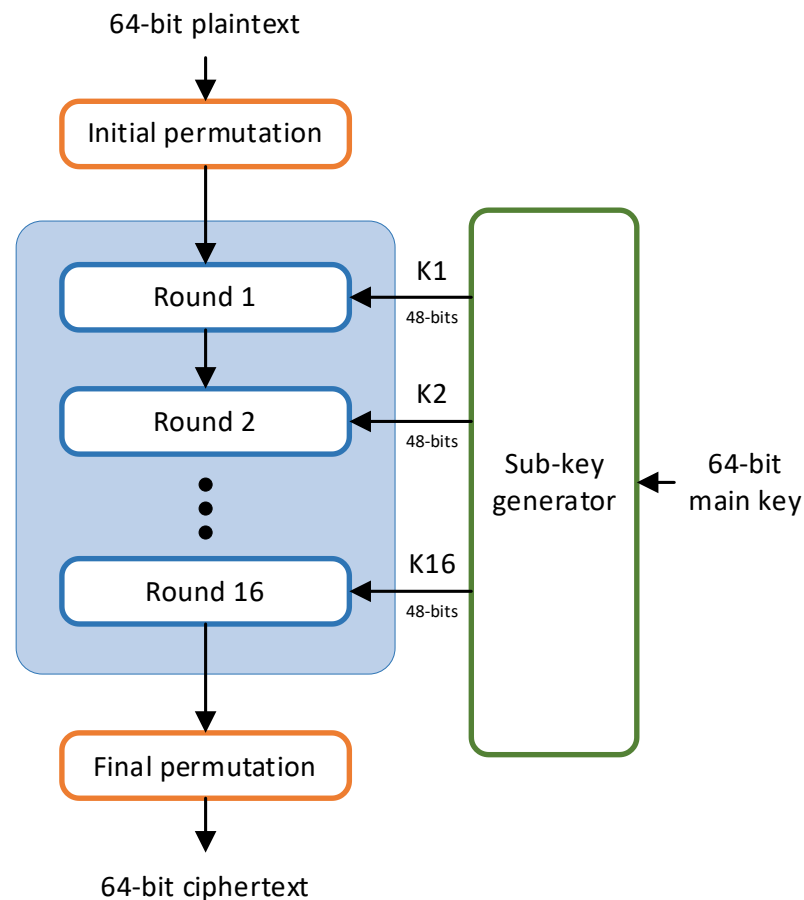 64-bit plaintext
Initial permutation
Round 1
K1
48-bits
Round 2
K2
48-bits
Sub-key
generator
64-bit
main key
Round 16
K16
48-bits
Final permutation
64-bit ciphertext